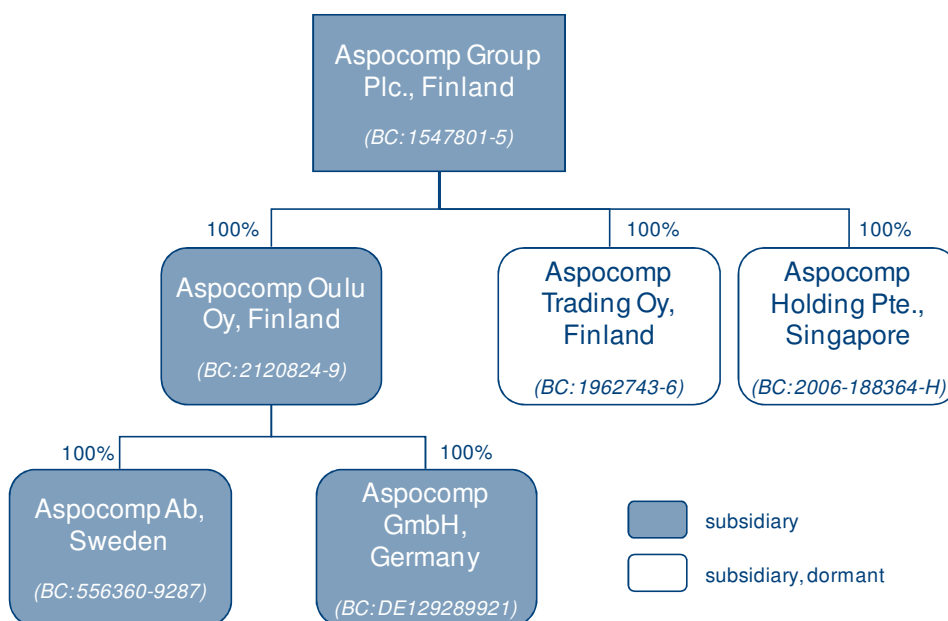 Aspocomp Group
Plc., Finland
(BC:1547801-5)
100%
100%
100%
Aspocomp Oulu
Oy, Finland
(BC:2120824-9)
Aspocomp
Trading Oy,
Finland
(BC:1962743-6)
Aspocomp
Holding Pte.,
Singapore
(BC:2006-188364-H)
100%
100%
Aspocomp Ab,
Sweden
(BC:556360-9287)
Aspocomp
GmbH,
Germany
(BC:DE129289921)
subsidiary
subsidiary, dormant